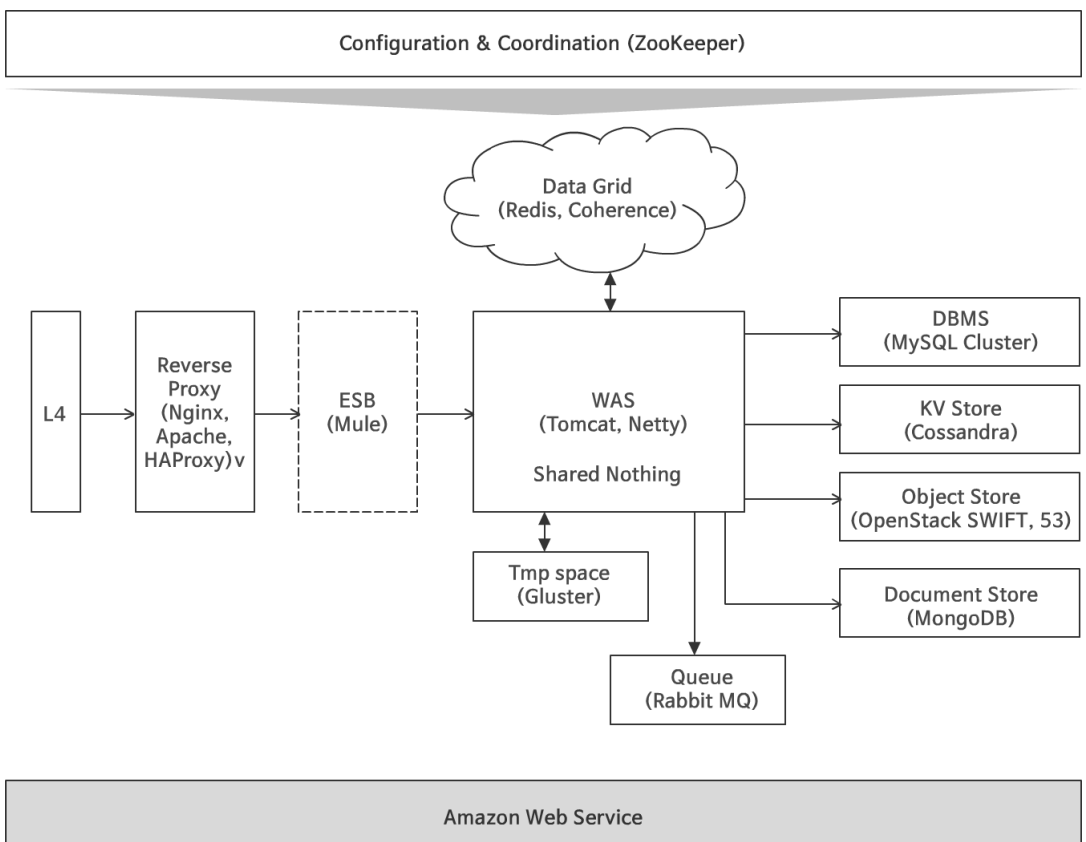 Configuration & Coordination (ZooKeeper)
Data Grid
(Redis, Coherence)
L4
Reverse
Proxy
(Nginx,
Apache,
HAProxy)v
ESB
(Mule)
WAS
(Tomcat, Netty)
Shared Nothing
DBMS
(MySQL Cluster)
KV Store
(Cossandra)
Object Store
(OpenStack SWIFT, 53)
Document Store
(MongoDB)
Tmp space
(Gluster)
Queue
(Rabbit MQ)
Amazon Web Service